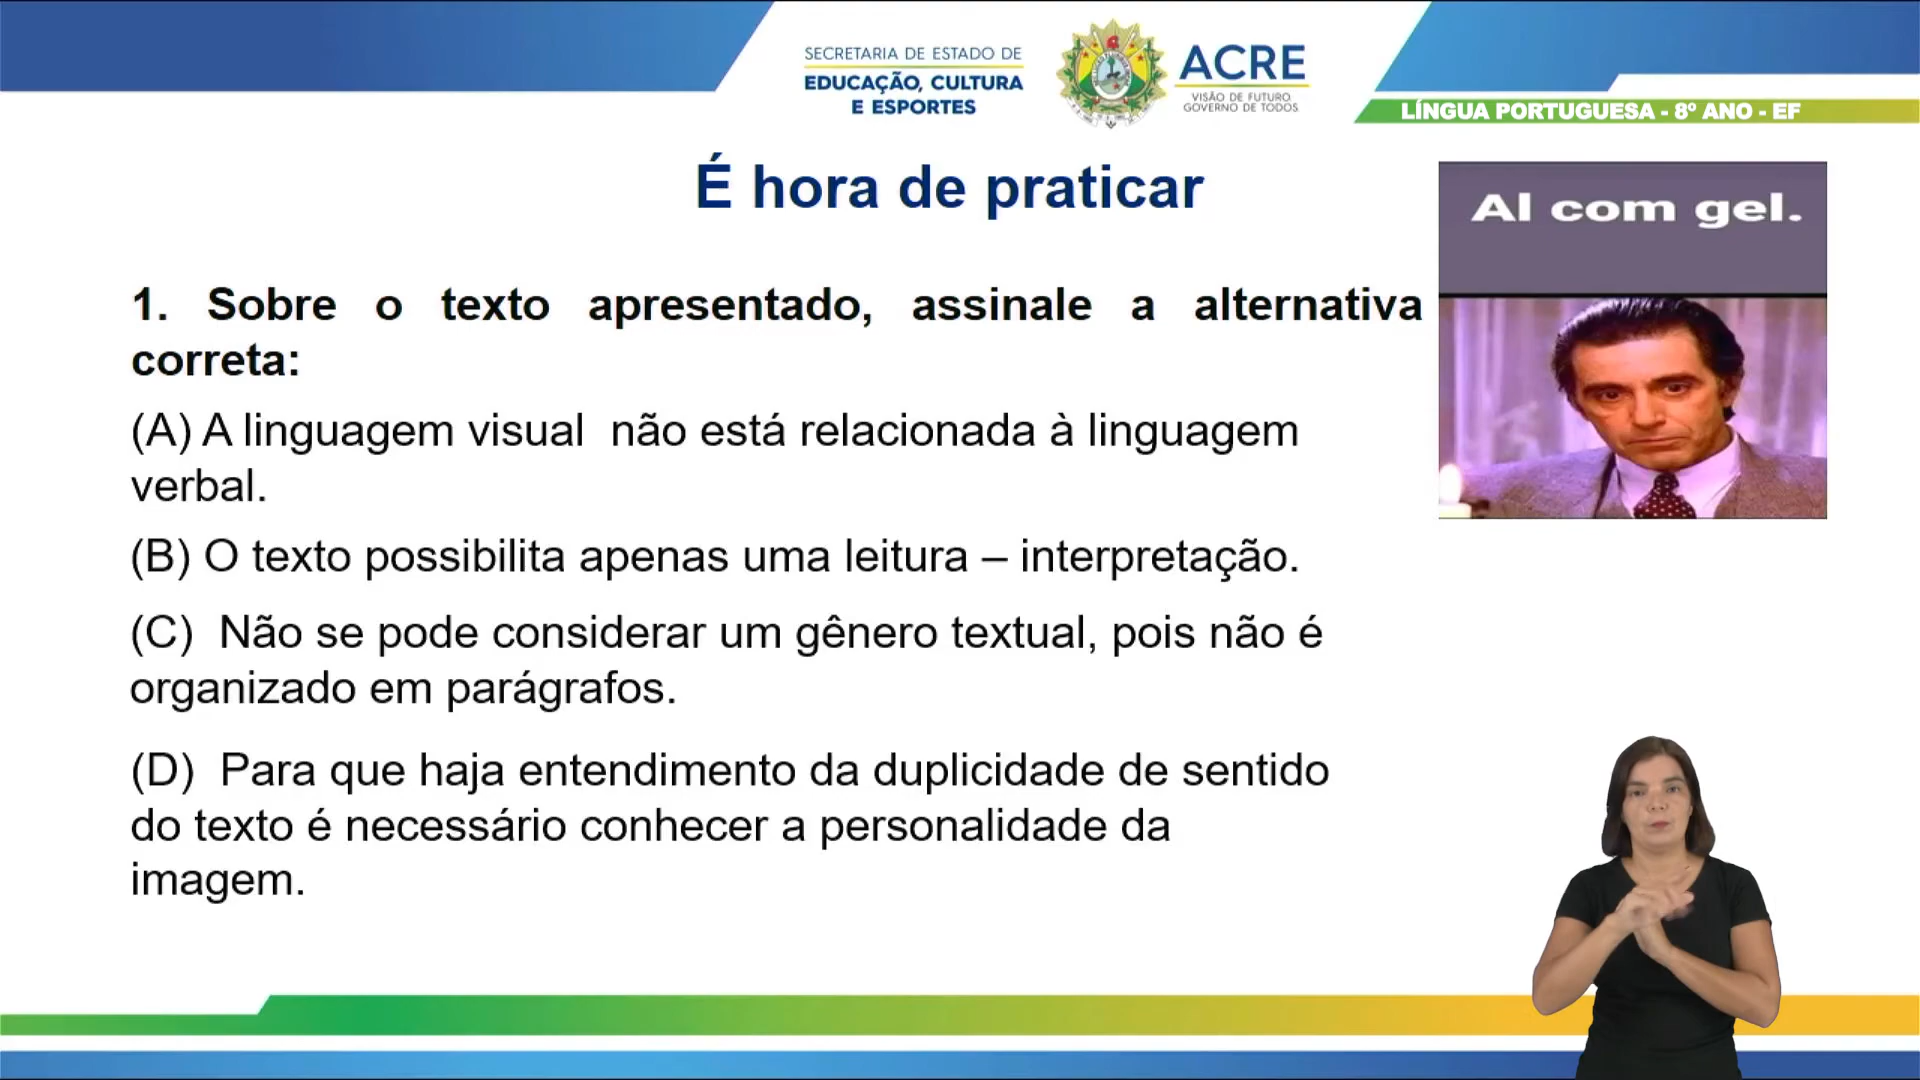 SECRETARIA DE ESTADO DE
EDUCAÇÃO, CULTURA
E ESPORTES
ACRE
VISÃO DE FUTURO.
GOVERNO DE TODOS.
LÍNGUA PORTUGUESA - 8º ANO - EF
É hora de praticar
Al com gel.
1. Sobre o texto apresentado, assinale a alternativa
correta:
(A) A linguagem visual não está relacionada à linguagem
verbal.
(B) O texto possibilita apenas uma leitura – interpretação.
(C) Não se pode considerar um gênero textual, pois não é
organizado em parágrafos.
(D) Para que haja entendimento da duplicidade de sentido
do texto é necessário conhecer a personalidade da
imagem.